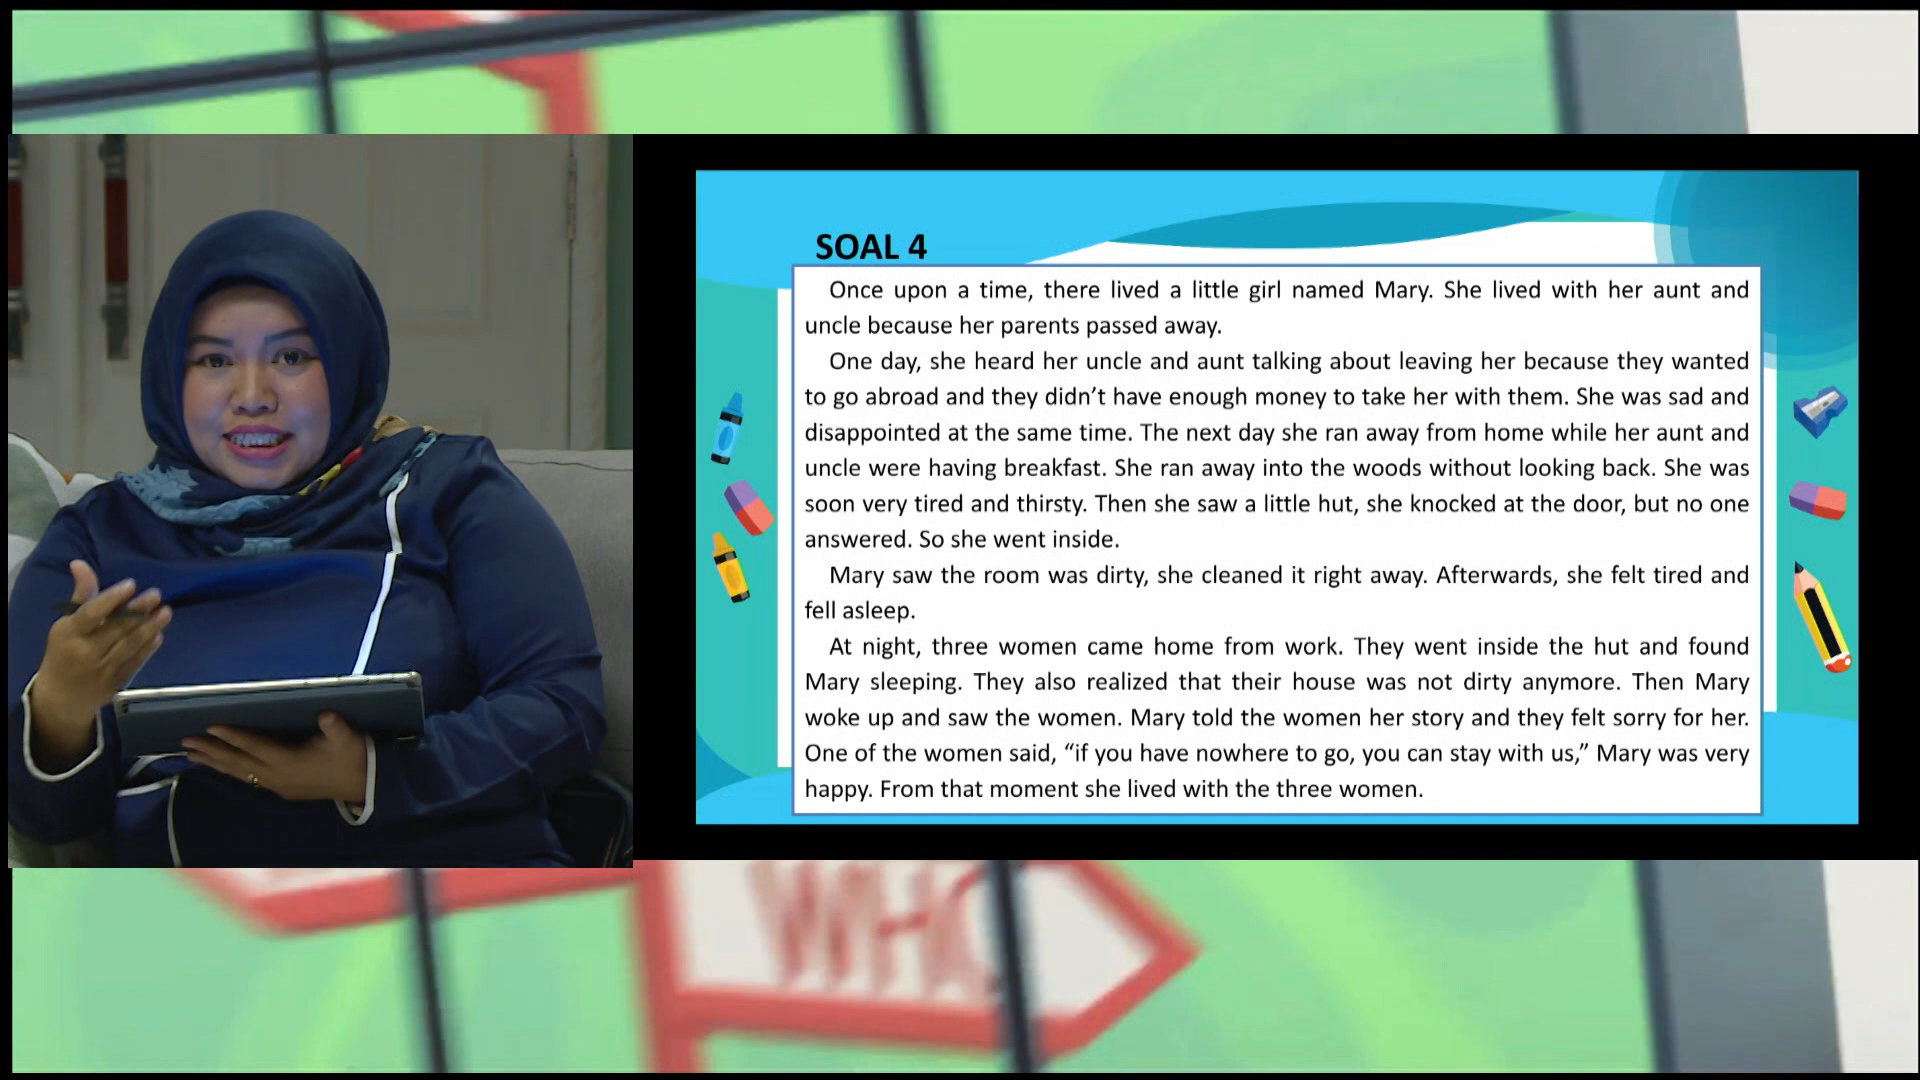 SOAL 4
Once upon a time, there lived a little girl named Mary. She lived with her aunt and
uncle because her parents passed away.
One day, she heard her uncle and aunt talking about leaving her because they wanted
to go abroad and they didn’t have enough money to take her with them. She was sad and
disappointed at the same time. The next day she ran away from home while her aunt and
uncle were having breakfast. She ran away into the woods without looking back. She was
soon very tired and thirsty. Then she saw a little hut, she knocked at the door, but no one
answered. So she went inside.
Mary saw the room was dirty, she cleaned it right away. Afterwards, she felt tired and
fell asleep.
At night, three women came home from work. They went inside the hut and found
Mary sleeping. They also realized that their house was not dirty anymore. Then Mary
woke up and saw the women. Mary told the women her story and they felt sorry for her.
One of the women said, “if you have nowhere to go, you can stay with us,” Mary was very
happy. From that moment she lived with the three women.